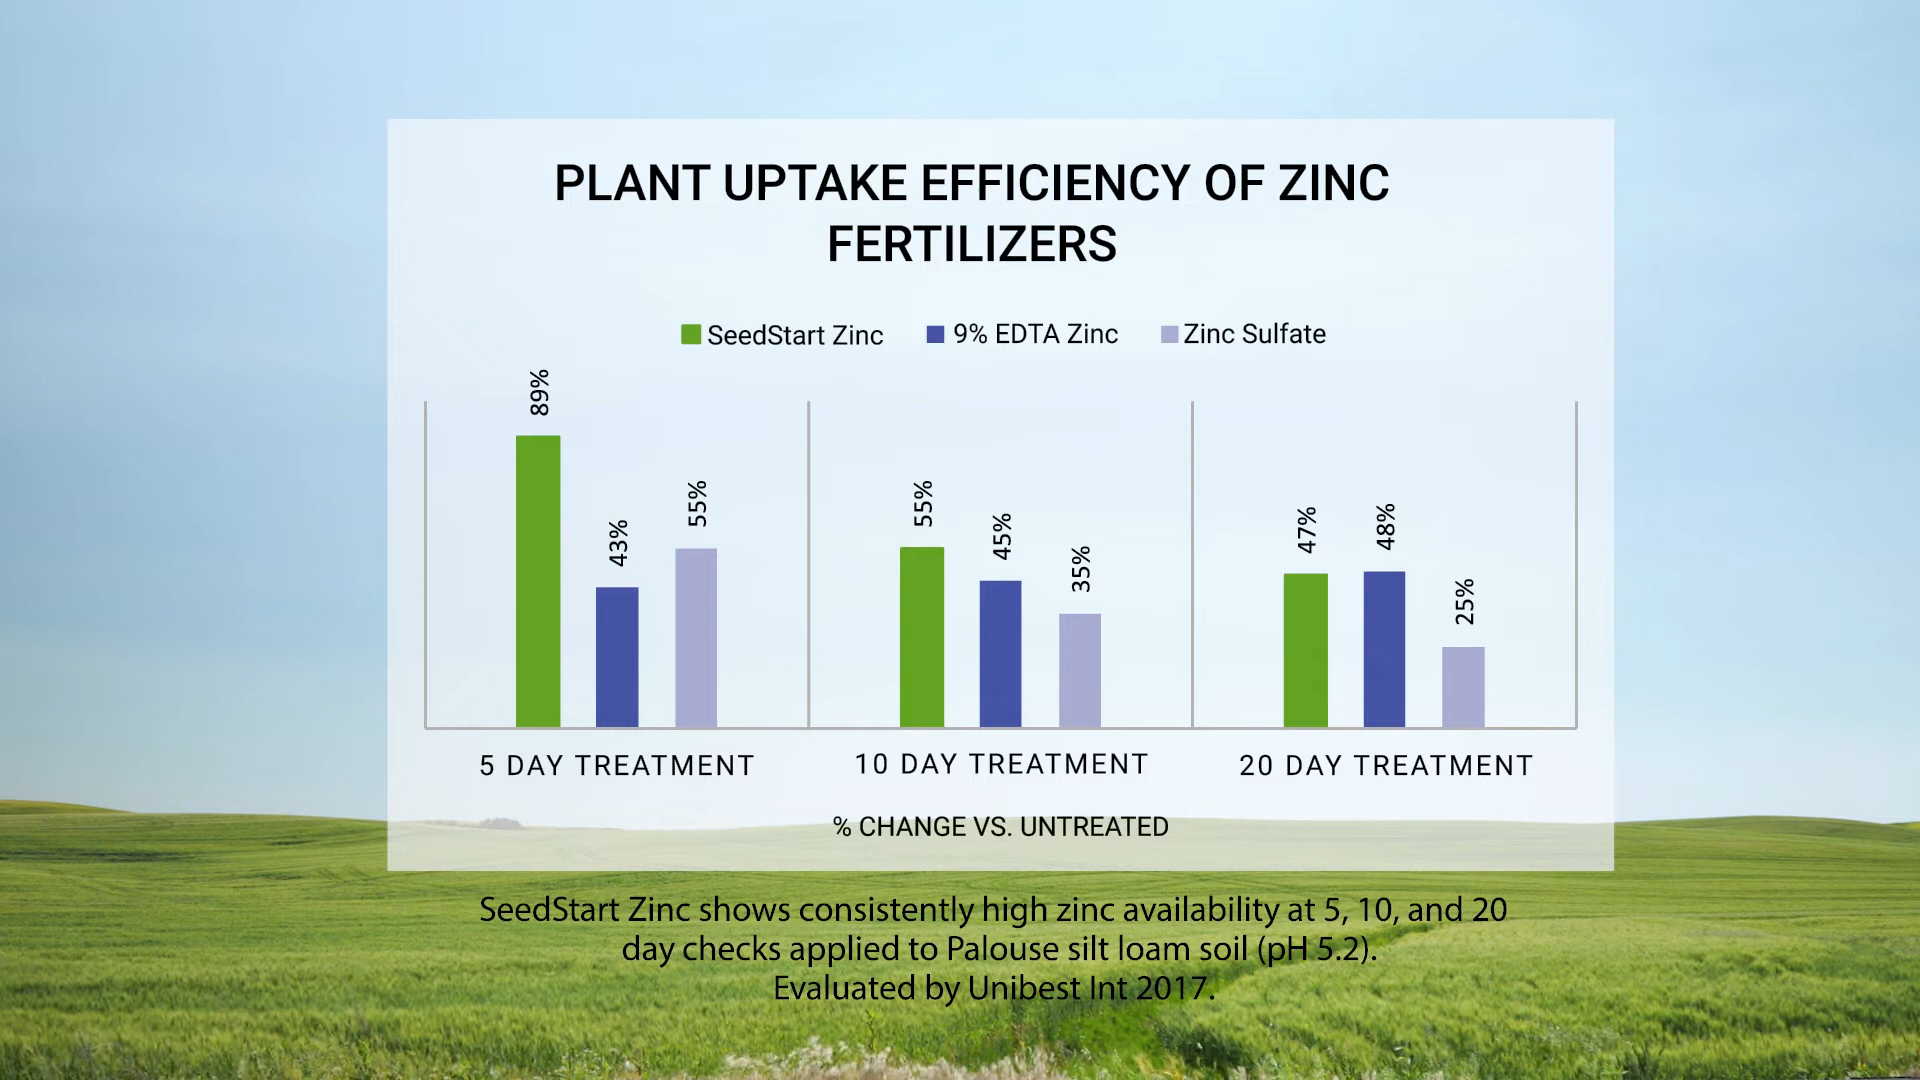 PLANT UPTAKE EFFICIENCY OF ZINC
FERTILIZERS
SeedStart Zinc 9% EDTA Zinc Zinc Sulfate
89% 43% 55% 55% 45% 35% 47% 48% 25%
5 DAY TREATMENT 10 DAY TREATMENT 20 DAY TREATMENT
% CHANGE VS. UNTREATED
SeedStart Zinc shows consistently high zinc availability at 5, 10, and 20
day checks applied to Palouse silt loam soil (pH 5.2).
Evaluated by Unibest Int 2017.